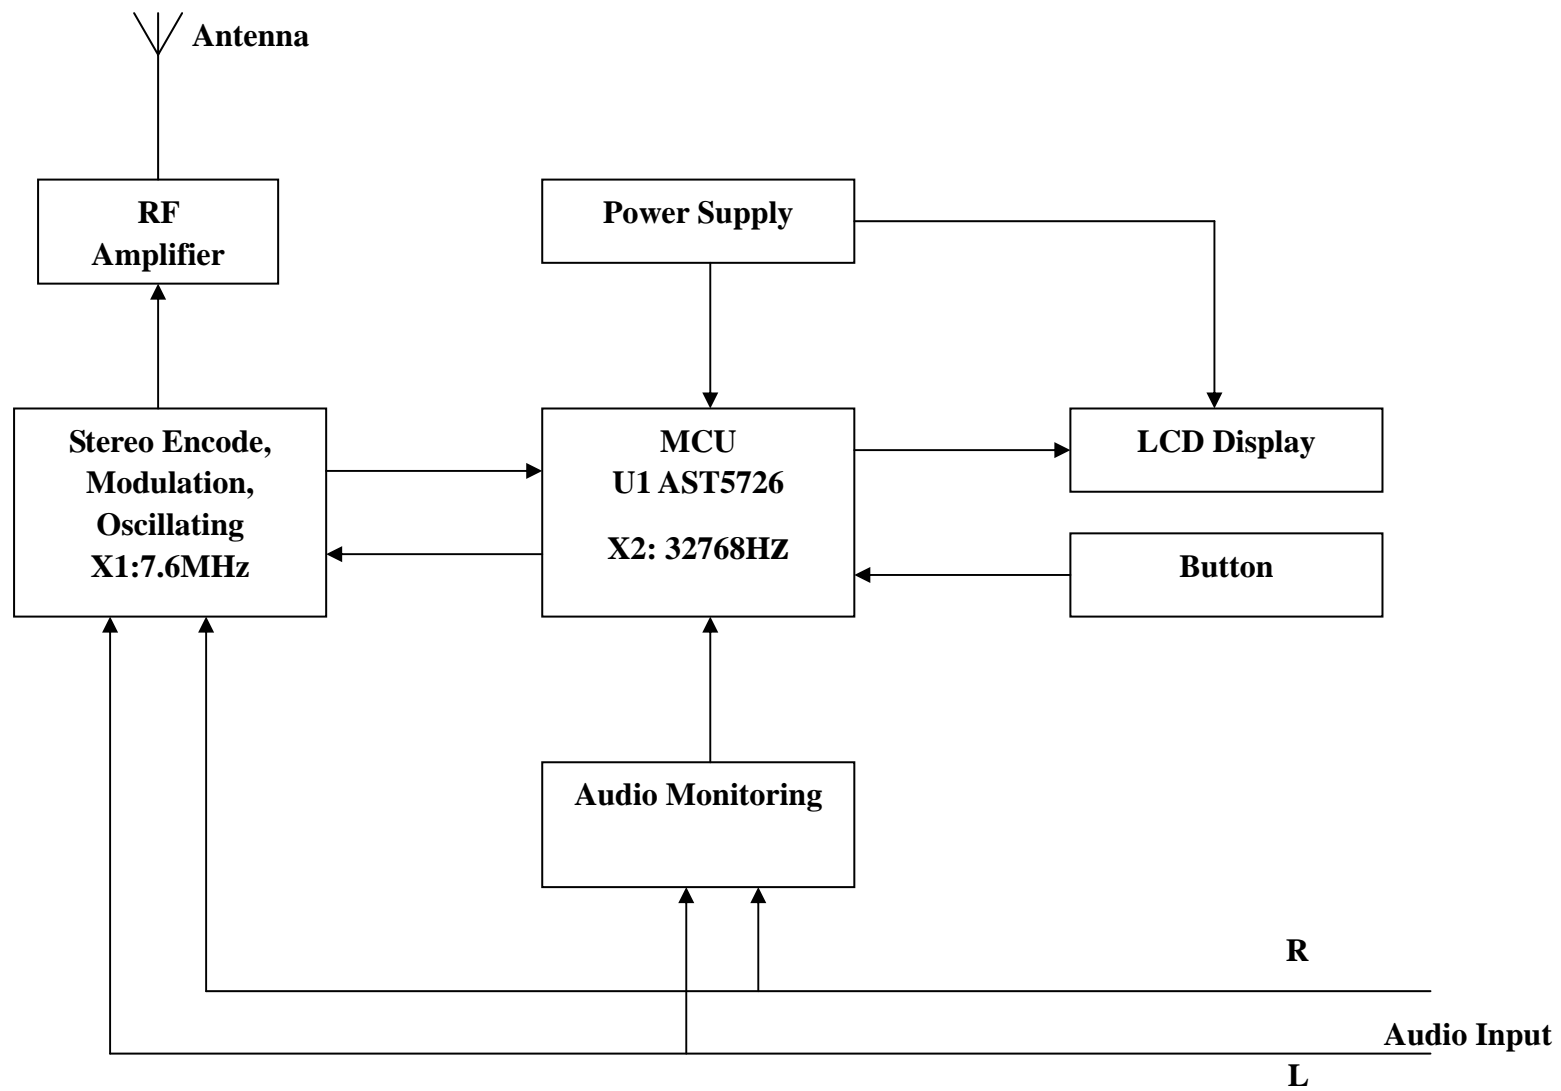 Antenna
RF
Amplifier
Power Supply
Stereo Encode,
Modulation,
Oscillating
X1:7.6MHz
MCU
U1 AST5726
X2: 32768Hz
LCD Display
Button
Audio Monitoring
R
Audio Input
L